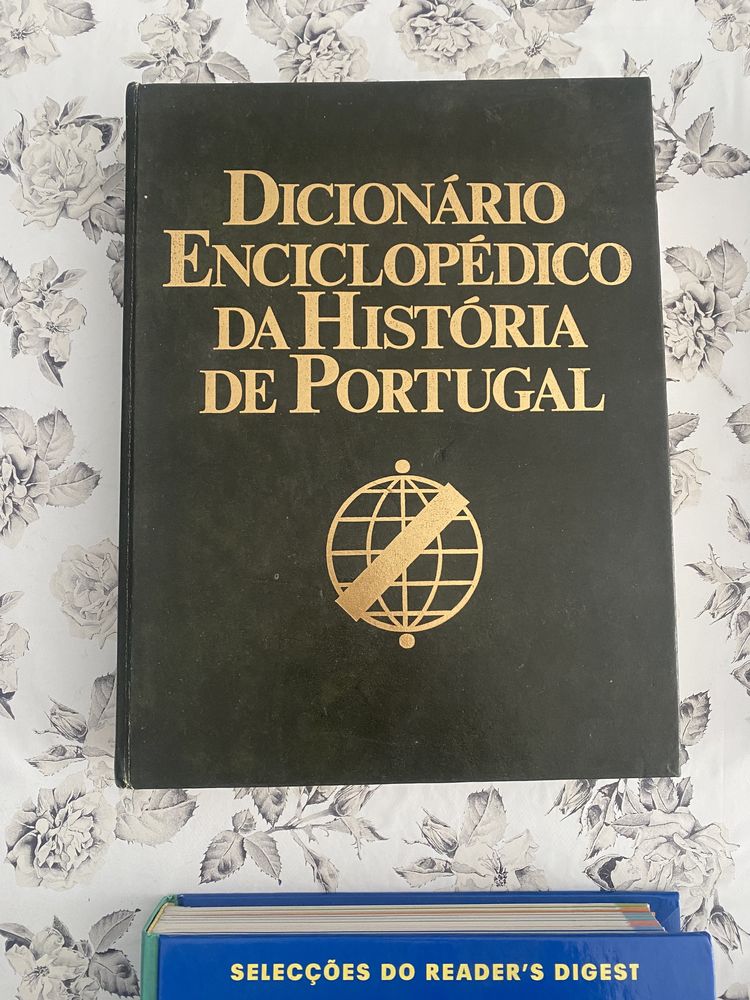 DICIONÁRIO
ENCICLOPÉDICO
DA HISTÓRIA
DE PORTUGAL
SELECÇÕES DO READER'S DIGEST